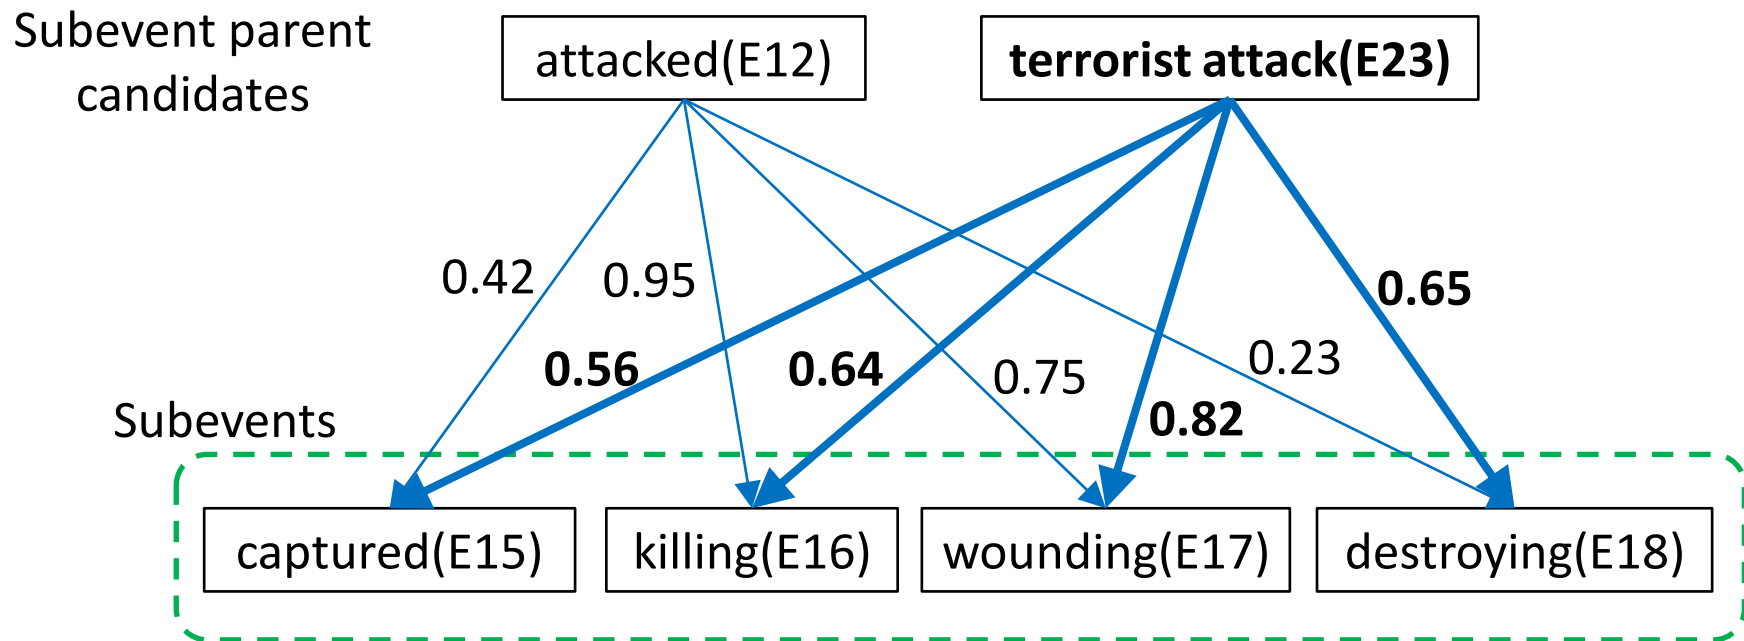 Subevent parent
candidates
attacked(E12)
terrorist attack(E23)
0.42
0.95
0.65
0.56
0.64
0.75
0.23
0.82
Subevents
captured(E15)
killing(E16)
wounding(E17)
destroying(E18)